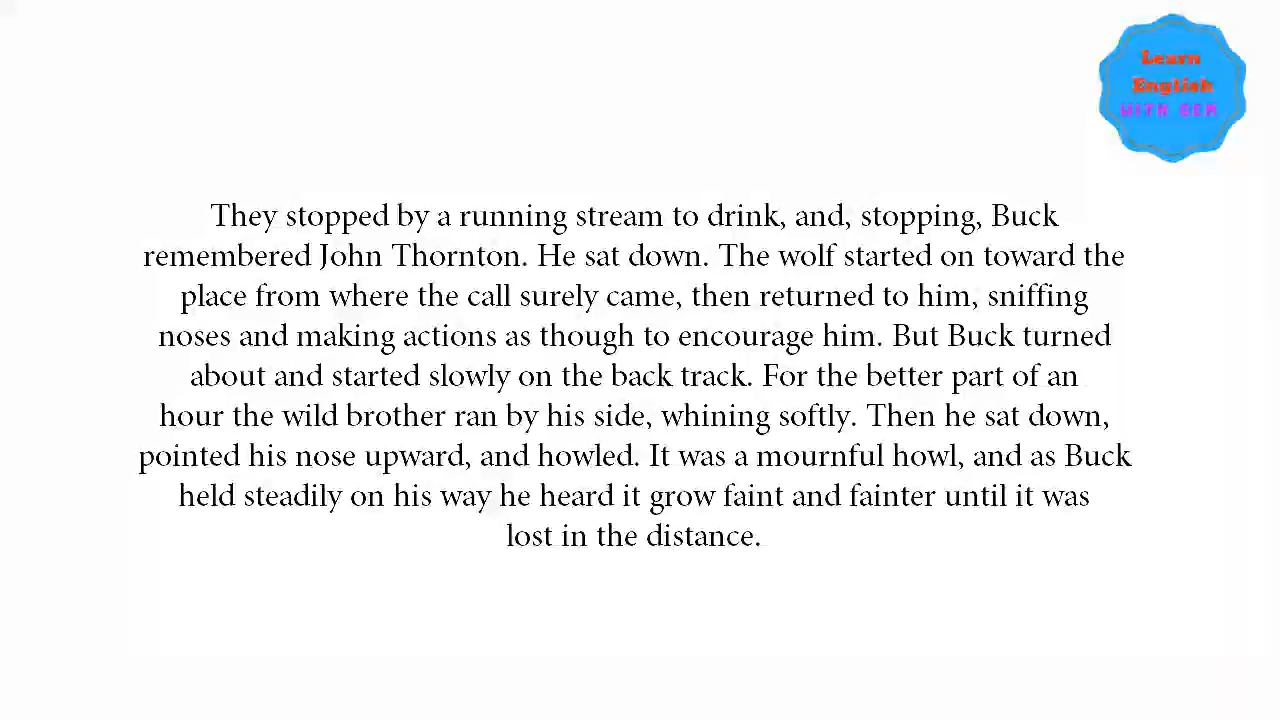 Learn
English
WITH GEM
They stopped by a running stream to drink, and, stopping, Buck
remembered John Thornton. He sat down. The wolf started on toward the
place from where the call surely came, then returned to him, sniffing
noses and making actions as though to encourage him. But Buck turned
about and started slowly on the back track. For the better part of an
hour the wild brother ran by his side, whining softly. Then he sat down,
pointed his nose upward, and howled. It was a mournful howl, and as Buck
held steadily on his way he heard it grow faint and fainter until it was
lost in the distance.